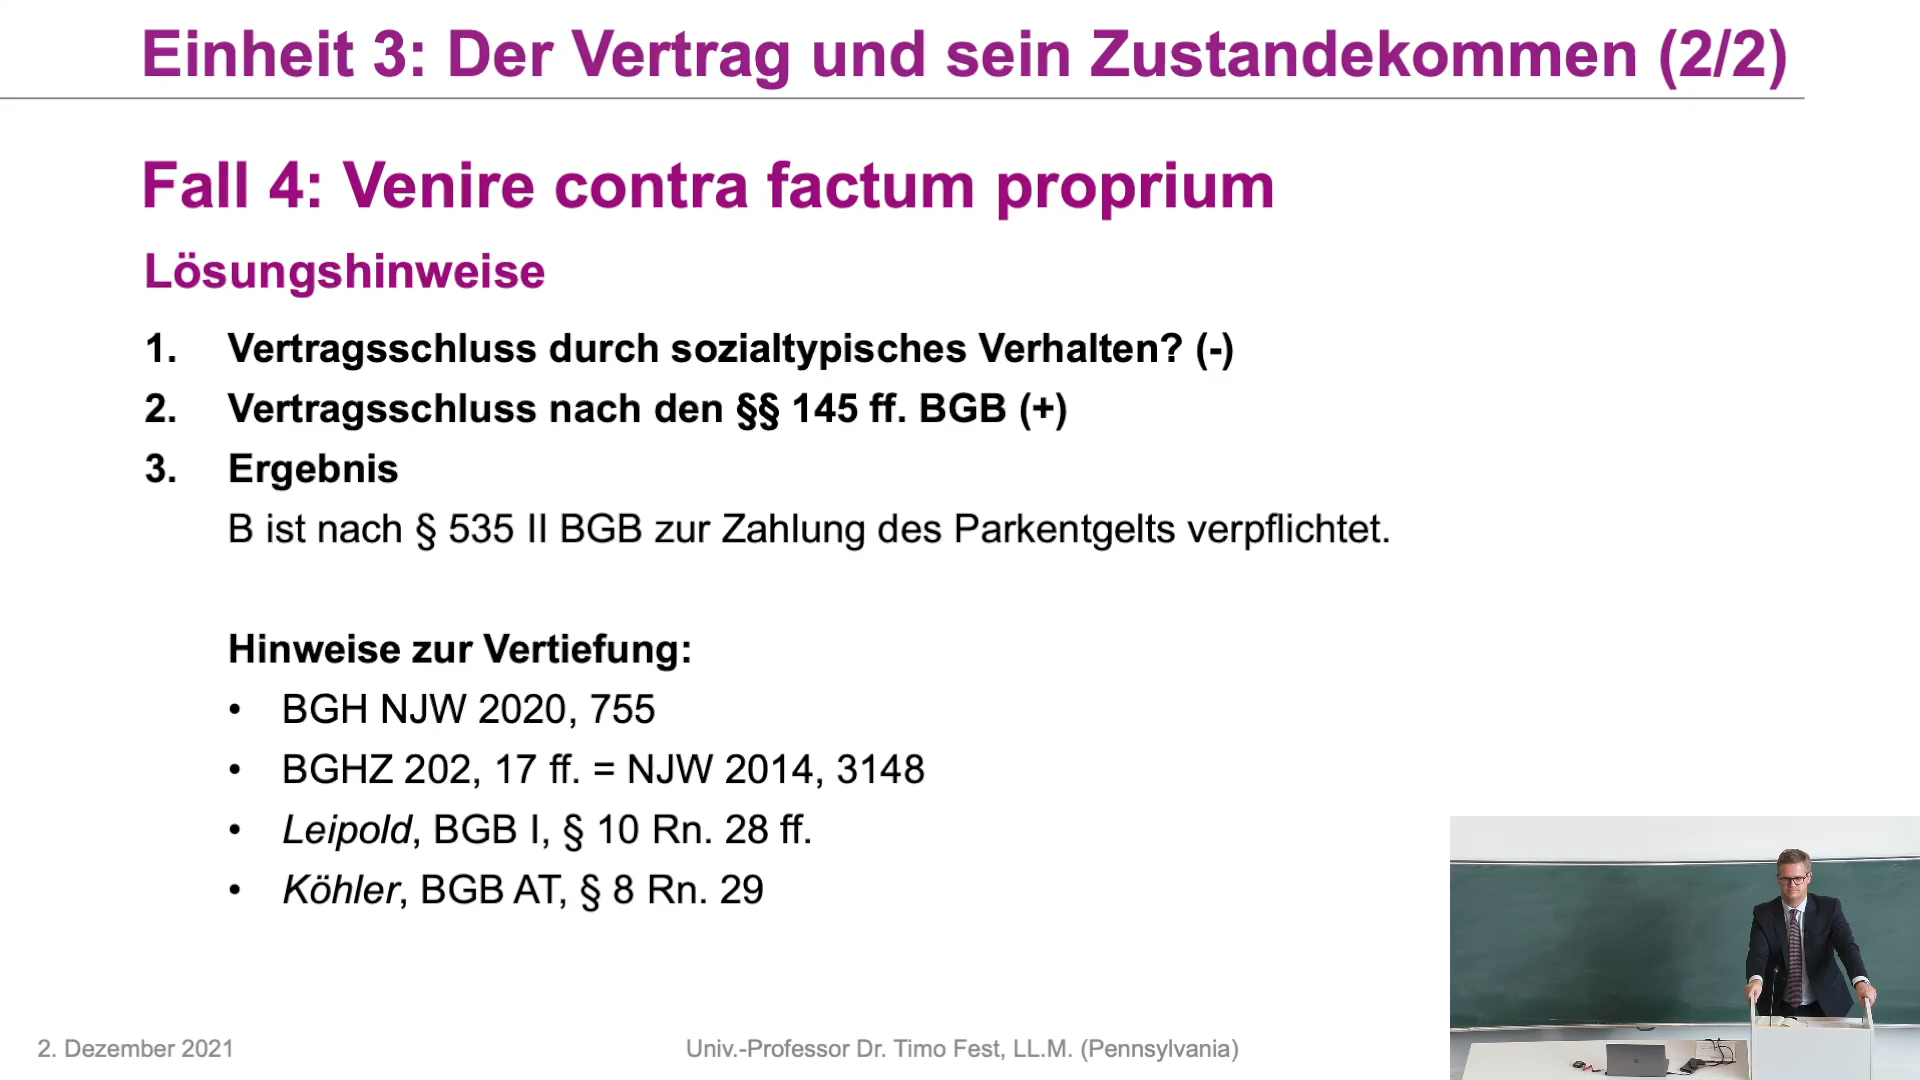 Einheit 3: Der Vertrag und sein Zustandekommen (2/2)
Fall 4: Venire contra factum proprium
Lösungshinweise
1. Vertragsschluss durch sozialtypisches Verhalten? (-)
2. Vertragsschluss nach den §§ 145 ff. BGB (+)
3. Ergebnis
B ist nach § 535 II BGB zur Zahlung des Parkentgelts verpflichtet.
Hinweise zur Vertiefung:
• BGH NJW 2020, 755
• BGHZ 202, 17 ff. = NJW 2014, 3148
• Leipold, BGB I, § 10 Rn. 28 ff.
• Köhler, BGB AT, § 8 Rn. 29
2. Dezember 2021
Univ.-Professor Dr. Timo Fest, LL.M. (Pennsylvania)